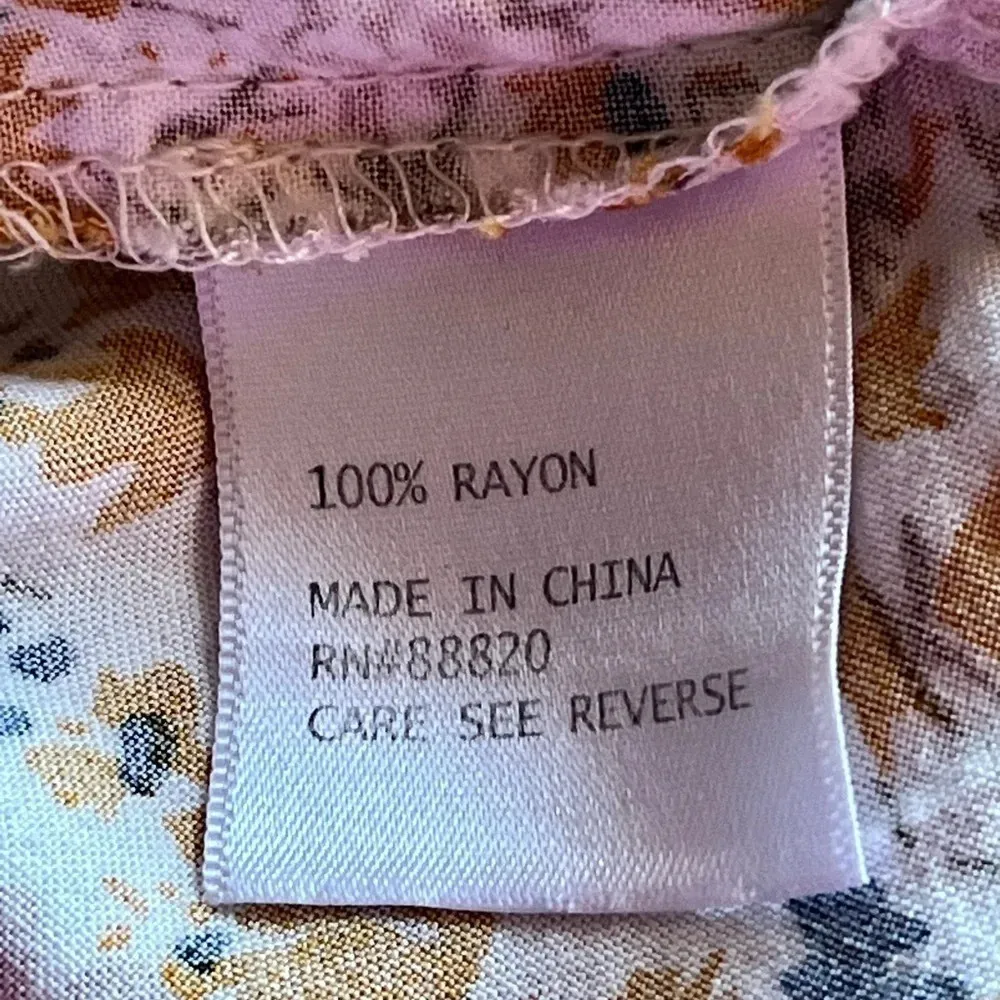 100% RAYON
MADE IN CHINA
RN#88820
CARE SEE REVERSE